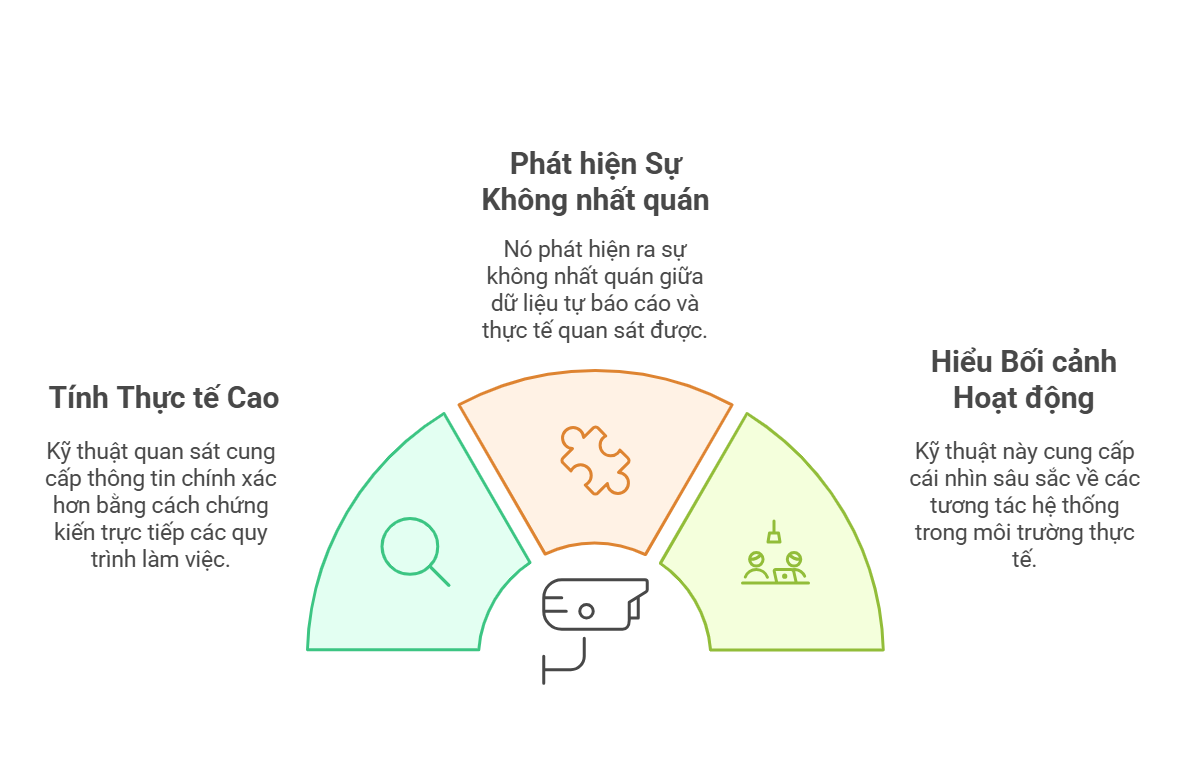 Phát hiện Sự
Không nhất quán
Nó phát hiện ra sự
không nhất quán giữa
dữ liệu tự báo cáo và
thực tế quan sát được.
Tính Thực tế Cao
Kỹ thuật quan sát cung
cấp thông tin chính xác
hơn bằng cách chứng
kiến trực tiếp các quy
trình làm việc.
Hiểu Bối cảnh
Hoạt động
Kỹ thuật này cung cấp
cái nhìn sâu sắc về các
tương tác hệ thống
trong môi trường thực
tế.